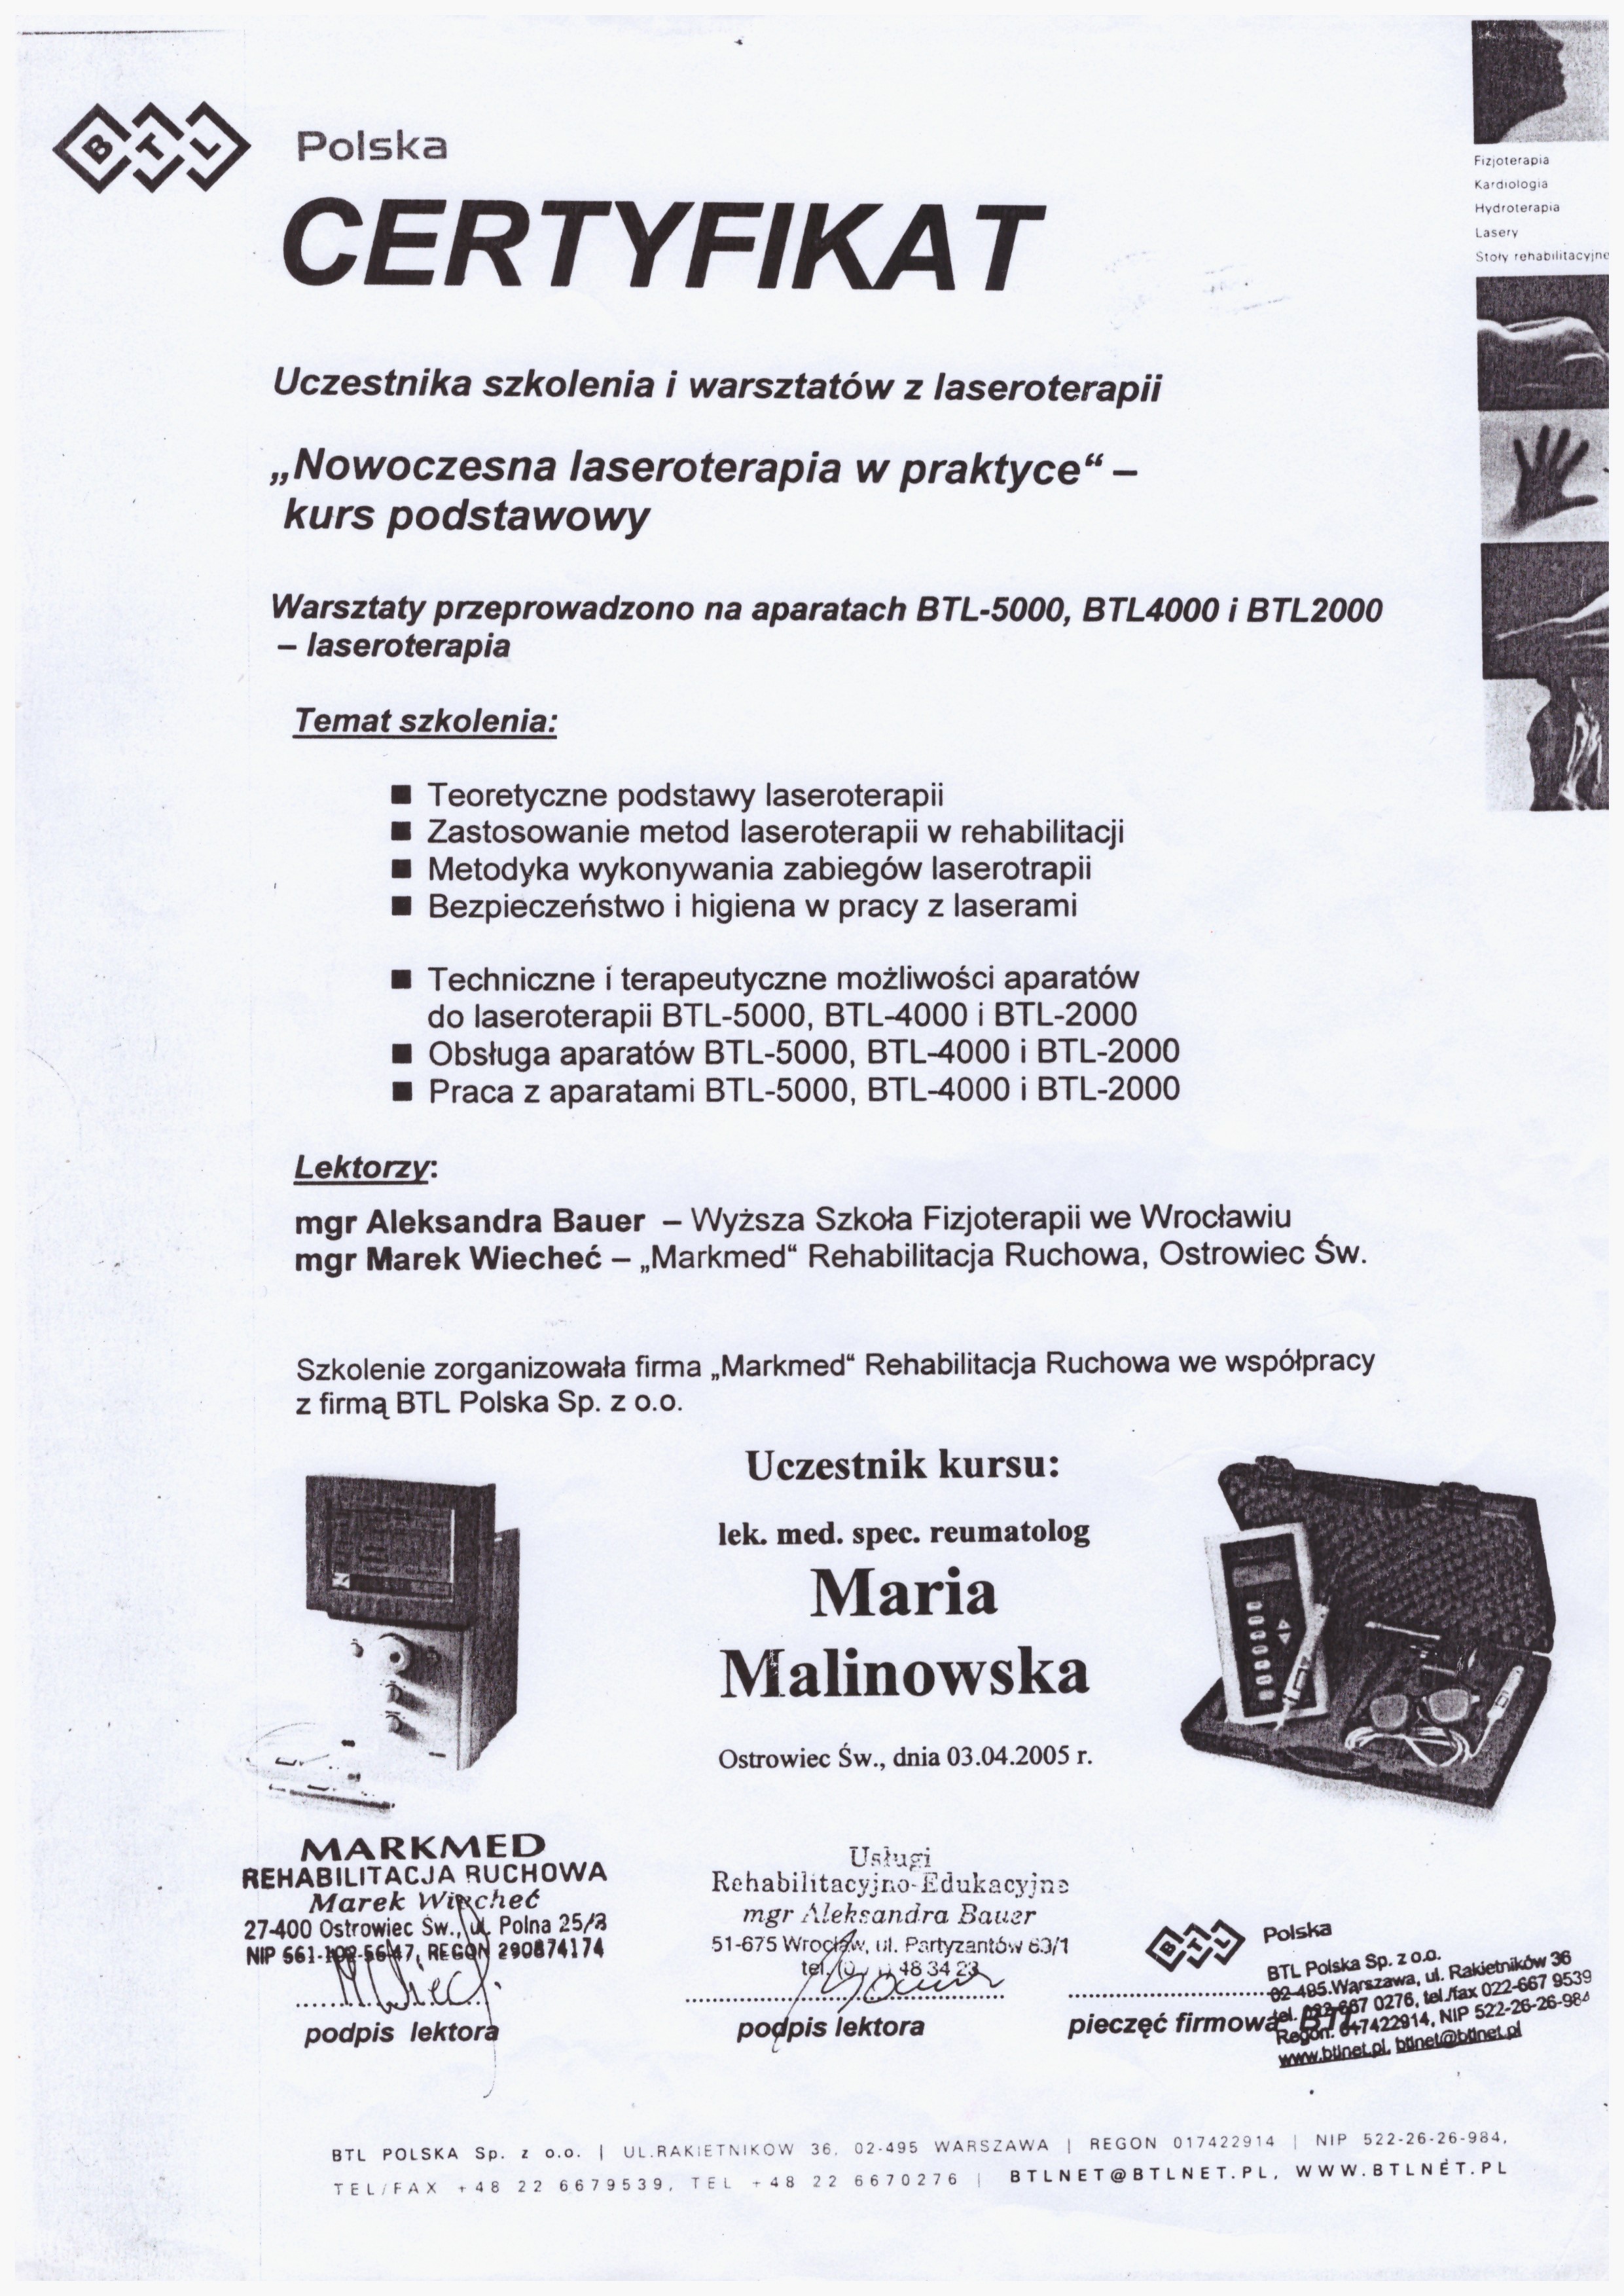 BTL Polska
Fizjoterapia
Kardiologia
Hydroterapia
Lasery
Stoły rehabilitacyjne
CERTYFIKAT
Uczestnika szkolenia i warsztatów z laseroterapii
„Nowoczesna laseroterapia w praktyce“ –
kurs podstawowy
Warsztaty przeprowadzono na aparatach BTL-5000, BTL4000 i BTL2000
– laseroterapia
Temat szkolenia:
■ Teoretyczne podstawy laseroterapii
■ Zastosowanie metod laseroterapii w rehabilitacji
■ Metodyka wykonywania zabiegów laserotrapii
■ Bezpieczeństwo i higiena w pracy z laserami
■ Techniczne i terapeutyczne możliwości aparatów
do laseroterapii BTL-5000, BTL-4000 i BTL-2000
■ Obsługa aparatów BTL-5000, BTL-4000 i BTL-2000
■ Praca z aparatami BTL-5000, BTL-4000 i BTL-2000
Lektorzy:
mgr Aleksandra Bauer – Wyższa Szkoła Fizjoterapii we Wrocławiu
mgr Marek Wiecheć – „Markmed“ Rehabilitacja Ruchowa, Ostrowiec Św.
Szkolenie zorganizowała firma „Markmed“ Rehabilitacja Ruchowa we współpracy
z firmą BTL Polska Sp. z o.o.
Uczestnik kursu:
lek. med. spec. reumatolog
Maria
Malinowska
Ostrowiec Św., dnia 03.04.2005 r.
MARKMED
REHABILITACJA RUCHOWA
Marek Wiecheć
27-400 Ostrowiec Św., ul. Polna
NIP REGON 290874174
podpis lektora
Usługi
Rehabilitacyjno-Edukacyjne
mgr Aleksandra Bauer
51-675 Wrocław, ul. Partyzantów
tel. 48 34 23
podpis lektora
BTL Polska
BTL Polska Sp. z o.o.
02-495 Warszawa, ul. Rakietników 36
tel. 022-667 0276, tel./fax 022-667 9539
Regon: 017422914, NIP 522-26-26-984
www.btlnet.pl, btlnet@btlnet.pl
pieczęć firmowa BTL
BTL POLSKA Sp. z o.o. | UL.RAKIETNIKÓW 36, 02-495 WARSZAWA | REGON 017422914 | NIP 522-26-26-984,
TEL/FAX +48 22 6679539, TEL +48 22 6670276 | BTLNET@BTLNET.PL, WWW.BTLNET.PL